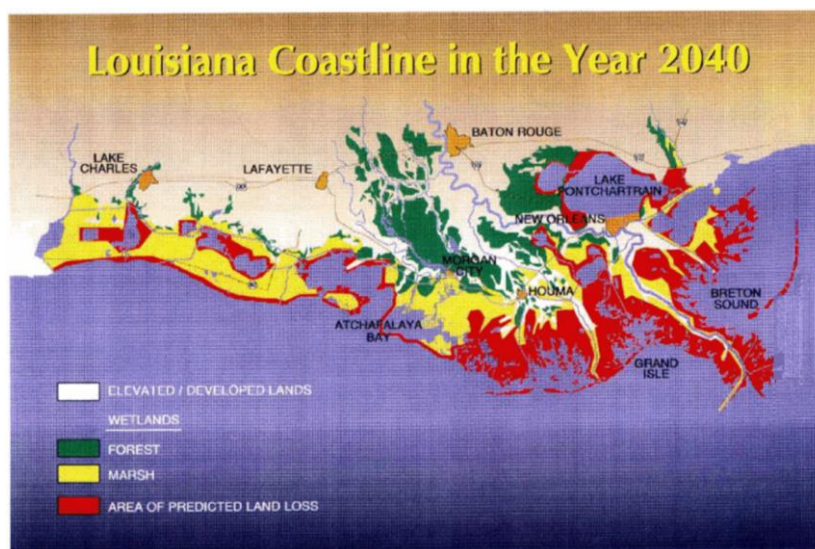 Louisiana Coastline in the Year 2040
BATON ROUGE
LAKE
CHARLES
LAFAYETTE
LAKE
PONTCHARTRAIN
NEW ORLEANS
MORGAN
CITY
HOUMA
BRETON
SOUND
ATCHAFALAYA
BAY
GRAND
ISLE
ELEVATED / DEVELOPED LANDS
WETLANDS
FOREST
MARSH
AREA OF PREDICTED LAND LOSS